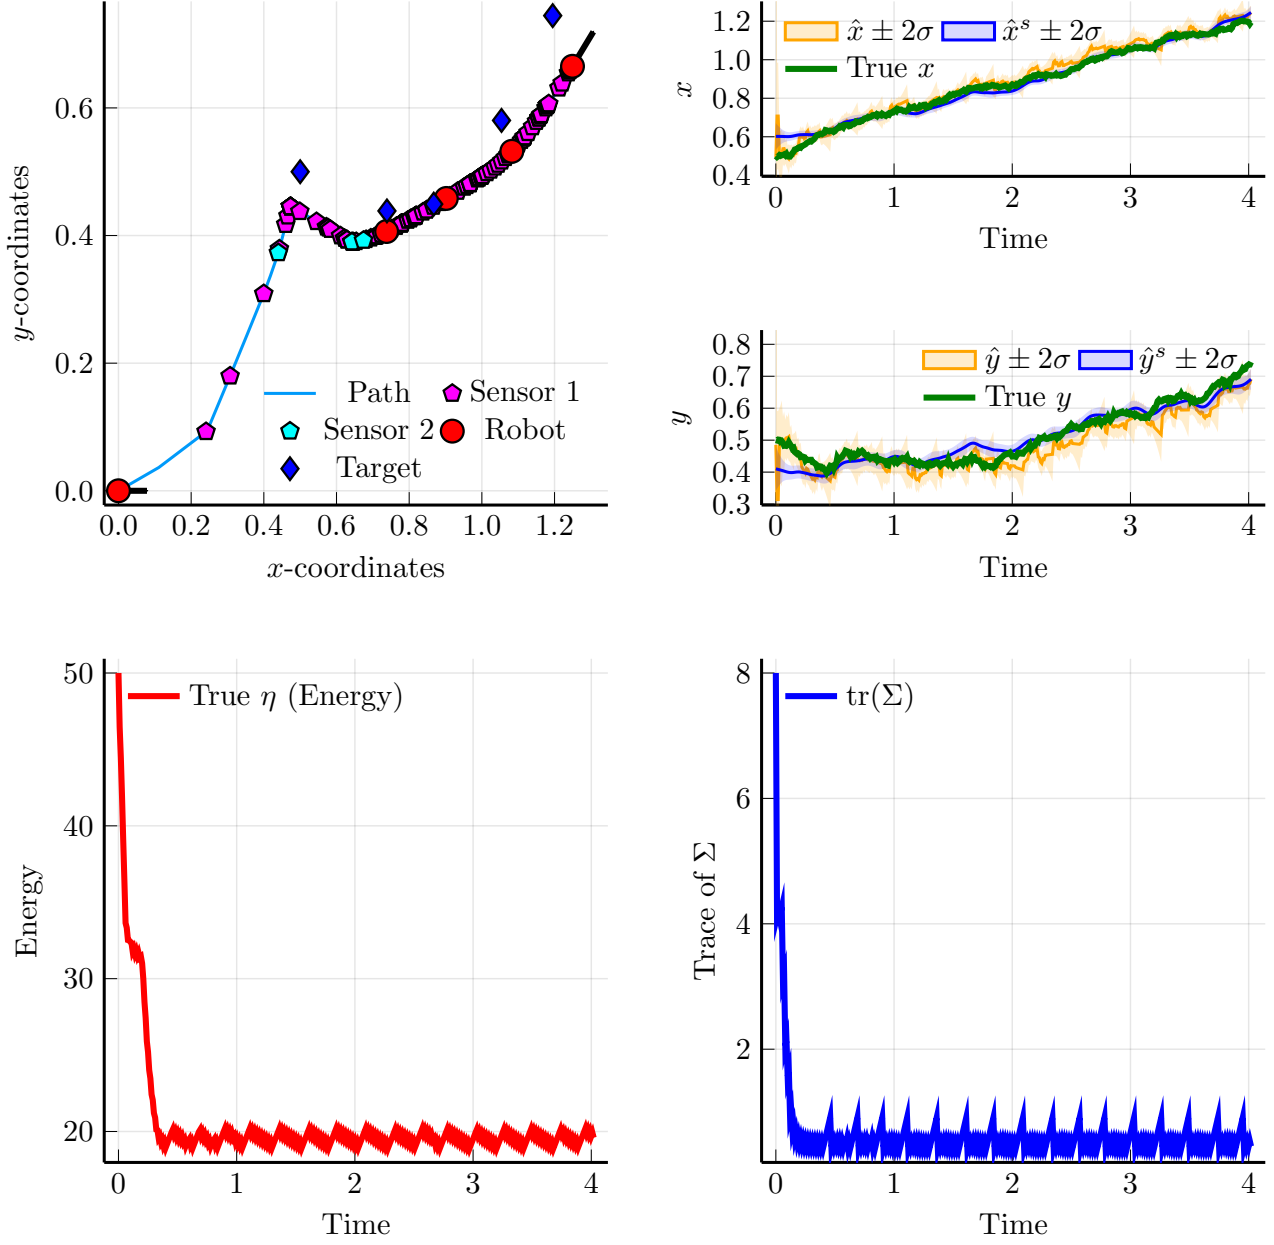 0.6
0.4
0.2
0.0
y-coordinates
Path
Sensor 1
Sensor 2
Robot
Target
0.0 0.2 0.4 0.6 0.8 1.0 1.2
x-coordinates
1.2
1.0
0.8
0.6
0.4
x
x̂ ± 2σ
x̂ˢ ± 2σ
True x
0 1 2 3 4
Time
0.8
0.7
0.6
0.5
0.4
0.3
y
ŷ ± 2σ
ŷˢ ± 2σ
True y
0 1 2 3 4
Time
50
40
30
20
Energy
True η (Energy)
0 1 2 3 4
Time
8
6
4
2
Trace of Σ
tr(Σ)
0 1 2 3 4
Time